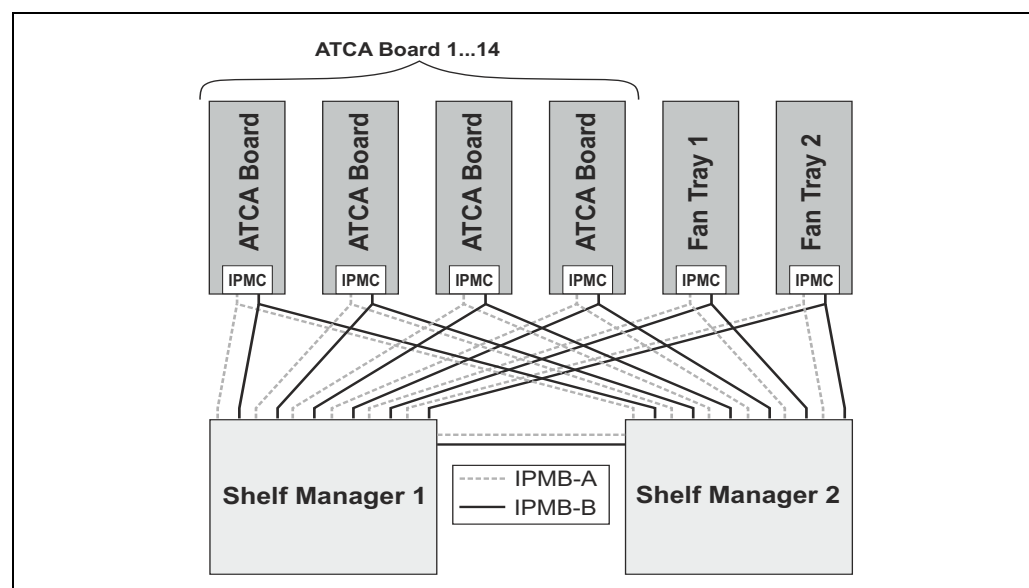 ATCA Board 1...14
ATCA Board
ATCA Board
ATCA Board
ATCA Board
Fan Tray 1
Fan Tray 2
IPMC
IPMC
IPMC
IPMC
IPMC
IPMC
Shelf Manager 1
IPMB-A
IPMB-B
Shelf Manager 2